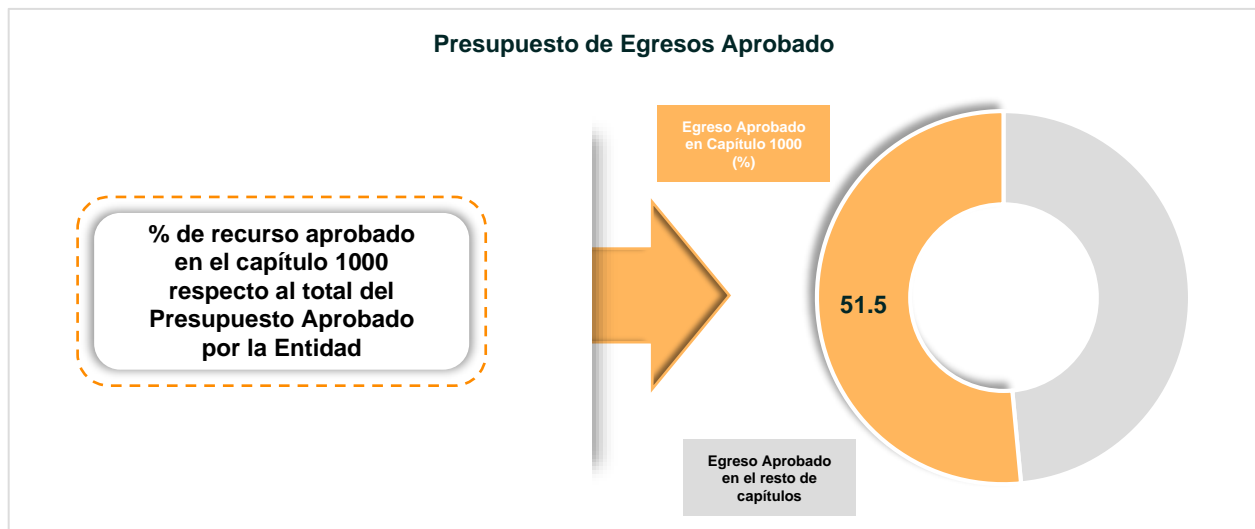 Presupuesto de Egresos Aprobado
Egreso Aprobado
en Capítulo 1000
(%)
% de recurso aprobado
en el capítulo 1000
respecto al total del
Presupuesto Aprobado
por la Entidad
51.5
Egreso Aprobado
en el resto de
capítulos